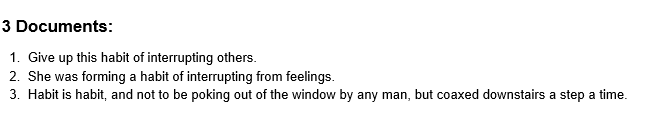 3 Documents:
1. Give up this habit of interrupting others.
2. She was forming a habit of interrupting from feelings.
3. Habit is habit, and not to be poking out of the window by any man, but coaxed downstairs a step a time.